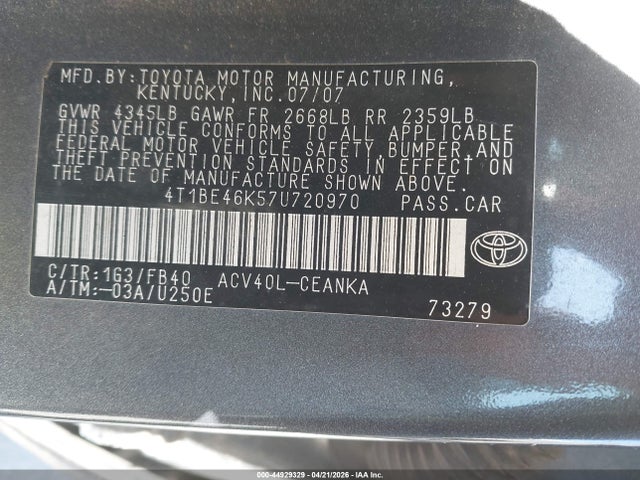 MFD.BY:TOYOTA MOTOR MANUFACTURING,
KENTUCKY,INC.07/07
GVWR 4345LB GAWR FR 2668LB RR 2359LB
THIS VEHICLE CONFORMS TO ALL APPLICABLE
FEDERAL MOTOR VEHICLE SAFETY, BUMPER,AND
THEFT PREVENTION STANDARDS IN EFFECT ON
THE DATE OF MANUFACTURE SHOWN ABOVE.
4T1BE46K57U720970 PASS.CAR
C/TR:1G3/FB40 ACV40L-CEANKA
A/TM:-03A/U250E
73279
000-44929329 - 04/21/2026 - IAAI.COM